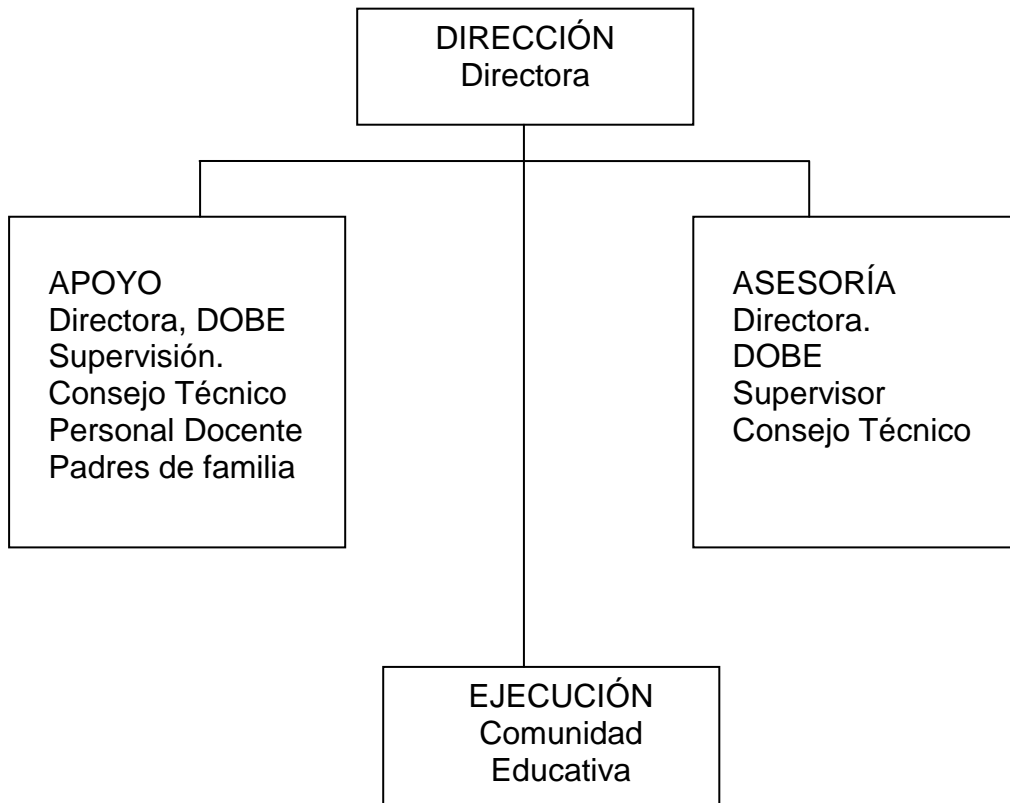 DIRECCIÓN
Directora
APOYO
Directora, DOBE
Supervisión.
Consejo Técnico
Personal Docente
Padres de familia
ASESORÍA
Directora.
DOBE
Supervisor
Consejo Técnico
EJECUCIÓN
Comunidad
Educativa